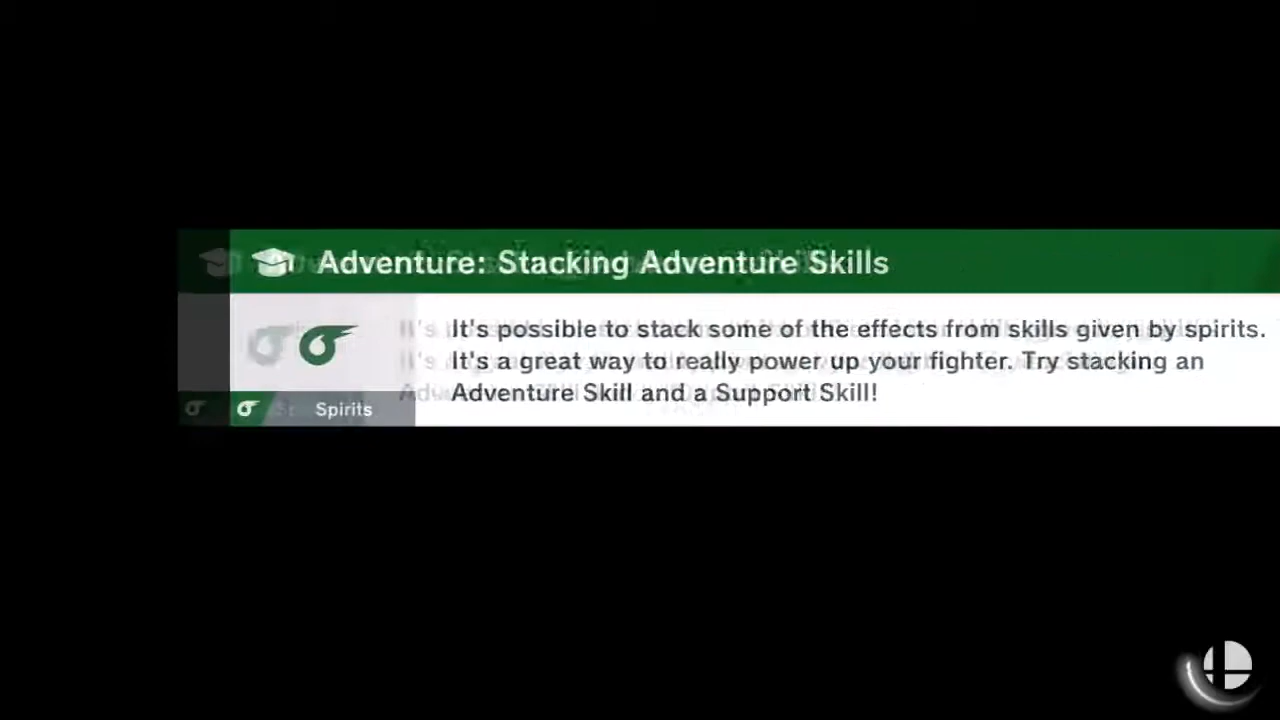 Adventure: Stacking Adventure Skills
It's possible to stack some of the effects from skills given by spirits.
It's a great way to really power up your fighter. Try stacking an
Adventure Skill and a Support Skill!
Spirits